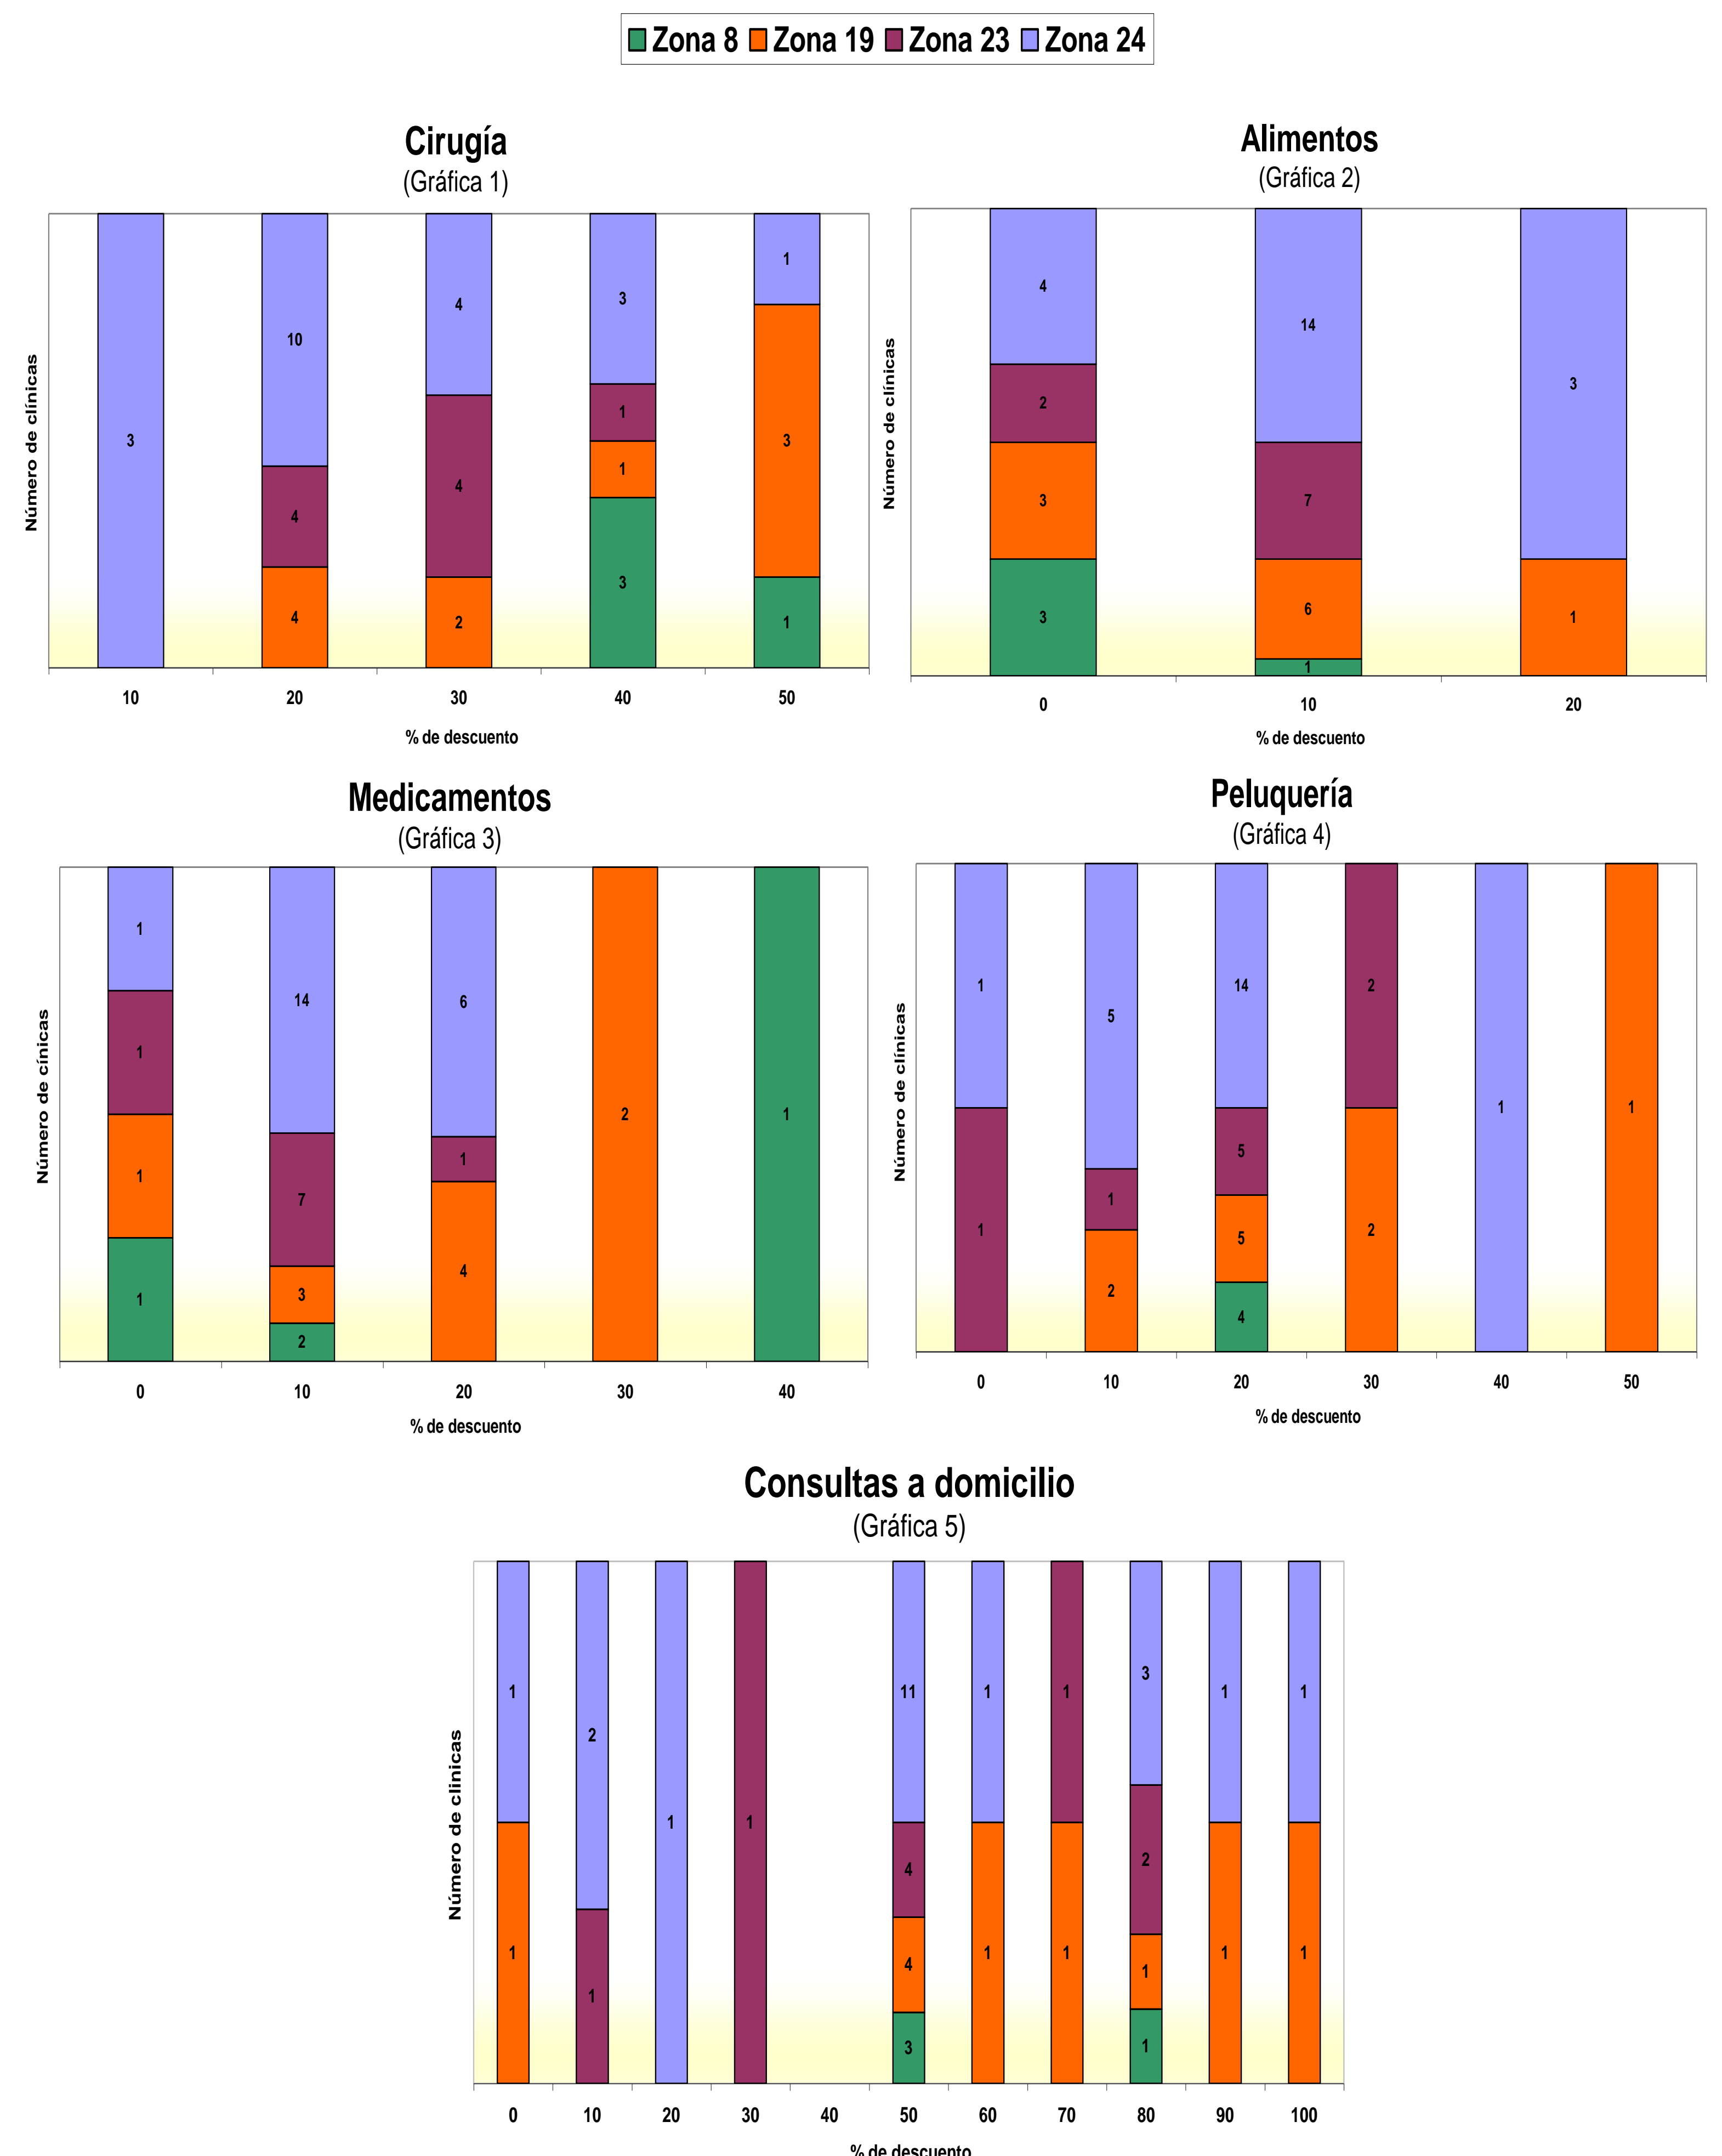 Zona 8 Zona 19 Zona 23 Zona 24
Cirugía
(Gráfica 1)
Número de clínicas
3
10
4
4
4
4
2
3
1
1
3
1
3
1
10 20 30 40 50
% de descuento
Alimentos
(Gráfica 2)
Número de clínicas
4
2
3
3
14
7
6
1
3
1
0 10 20
% de descuento
Medicamentos
(Gráfica 3)
Número de cínicas
1
1
1
1
14
7
3
2
6
1
4
2
1
0 10 20 30 40
% de descuento
Peluquería
(Gráfica 4)
Número de clínicas
1
1
5
1
2
14
5
5
4
2
2
1
1
0 10 20 30 40 50
% de descuento
Consultas a domicilio
(Gráfica 5)
Número de clinicas
1
1
2
1
1
1
11
4
4
3
1
1
1
1
3
2
1
1
1
1
1
1
0 10 20 30 40 50 60 70 80 90 100
% de descuento